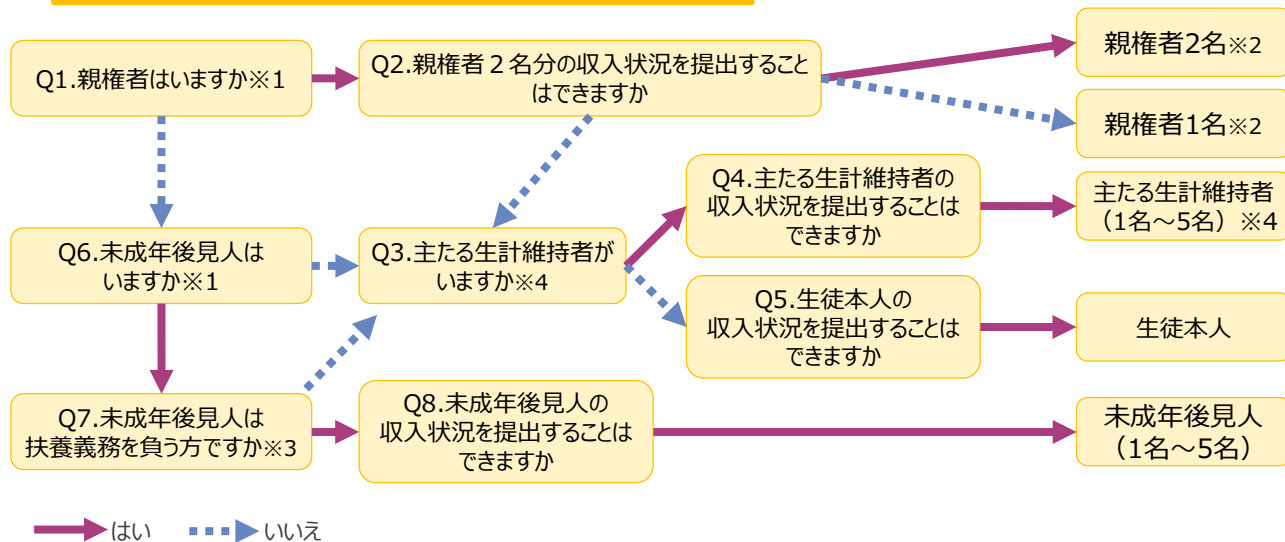 Q1.親権者はいますか※1
Q2.親権者２名分の収入状況を提出すること
はできますか
親権者2名※2
親権者1名※2
Q4.主たる生計維持者の
収入状況を提出することは
できますか
主たる生計維持者
（1名～5名）※4
Q6.未成年後見人は
いますか※1
Q3.主たる生計維持者が
いますか※4
Q5.生徒本人の
収入状況を提出することは
できますか
生徒本人
Q7.未成年後見人は
扶養義務を負う方ですか※3
Q8.未成年後見人の
収入状況を提出することは
できますか
未成年後見人
（1名～5名）
はい
いいえ